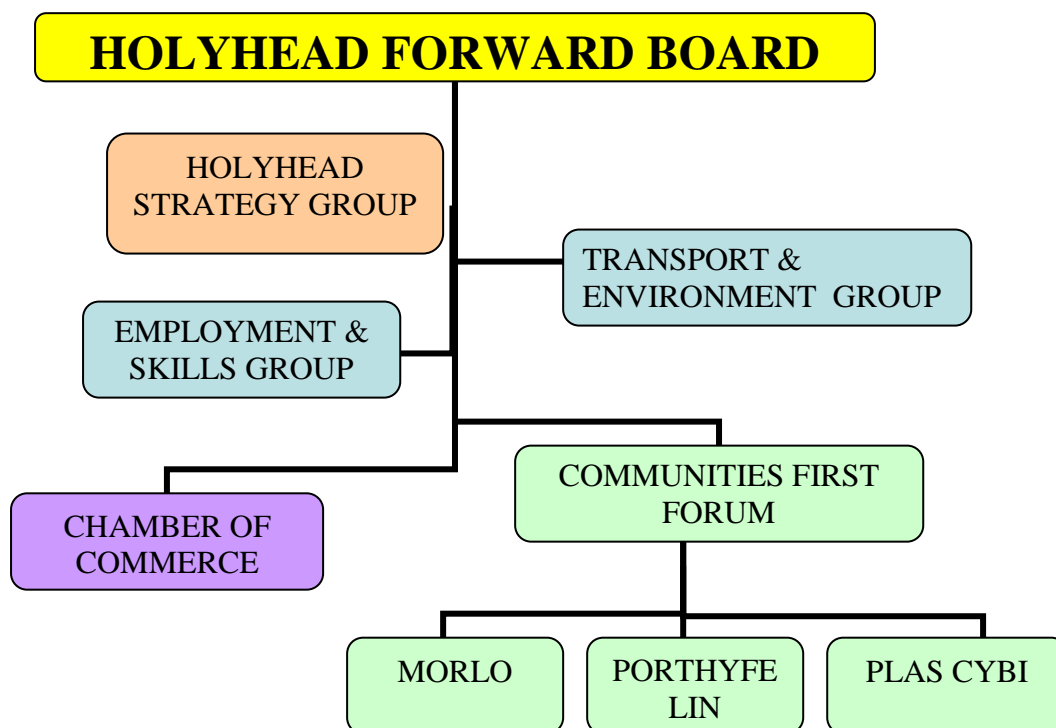 HOLYHEAD FORWARD BOARD
HOLYHEAD
STRATEGY GROUP
TRANSPORT &
ENVIRONMENT GROUP
EMPLOYMENT &
SKILLS GROUP
COMMUNITIES FIRST
FORUM
CHAMBER OF
COMMERCE
MORLO
PORTHYFE
LIN
PLAS CYBI